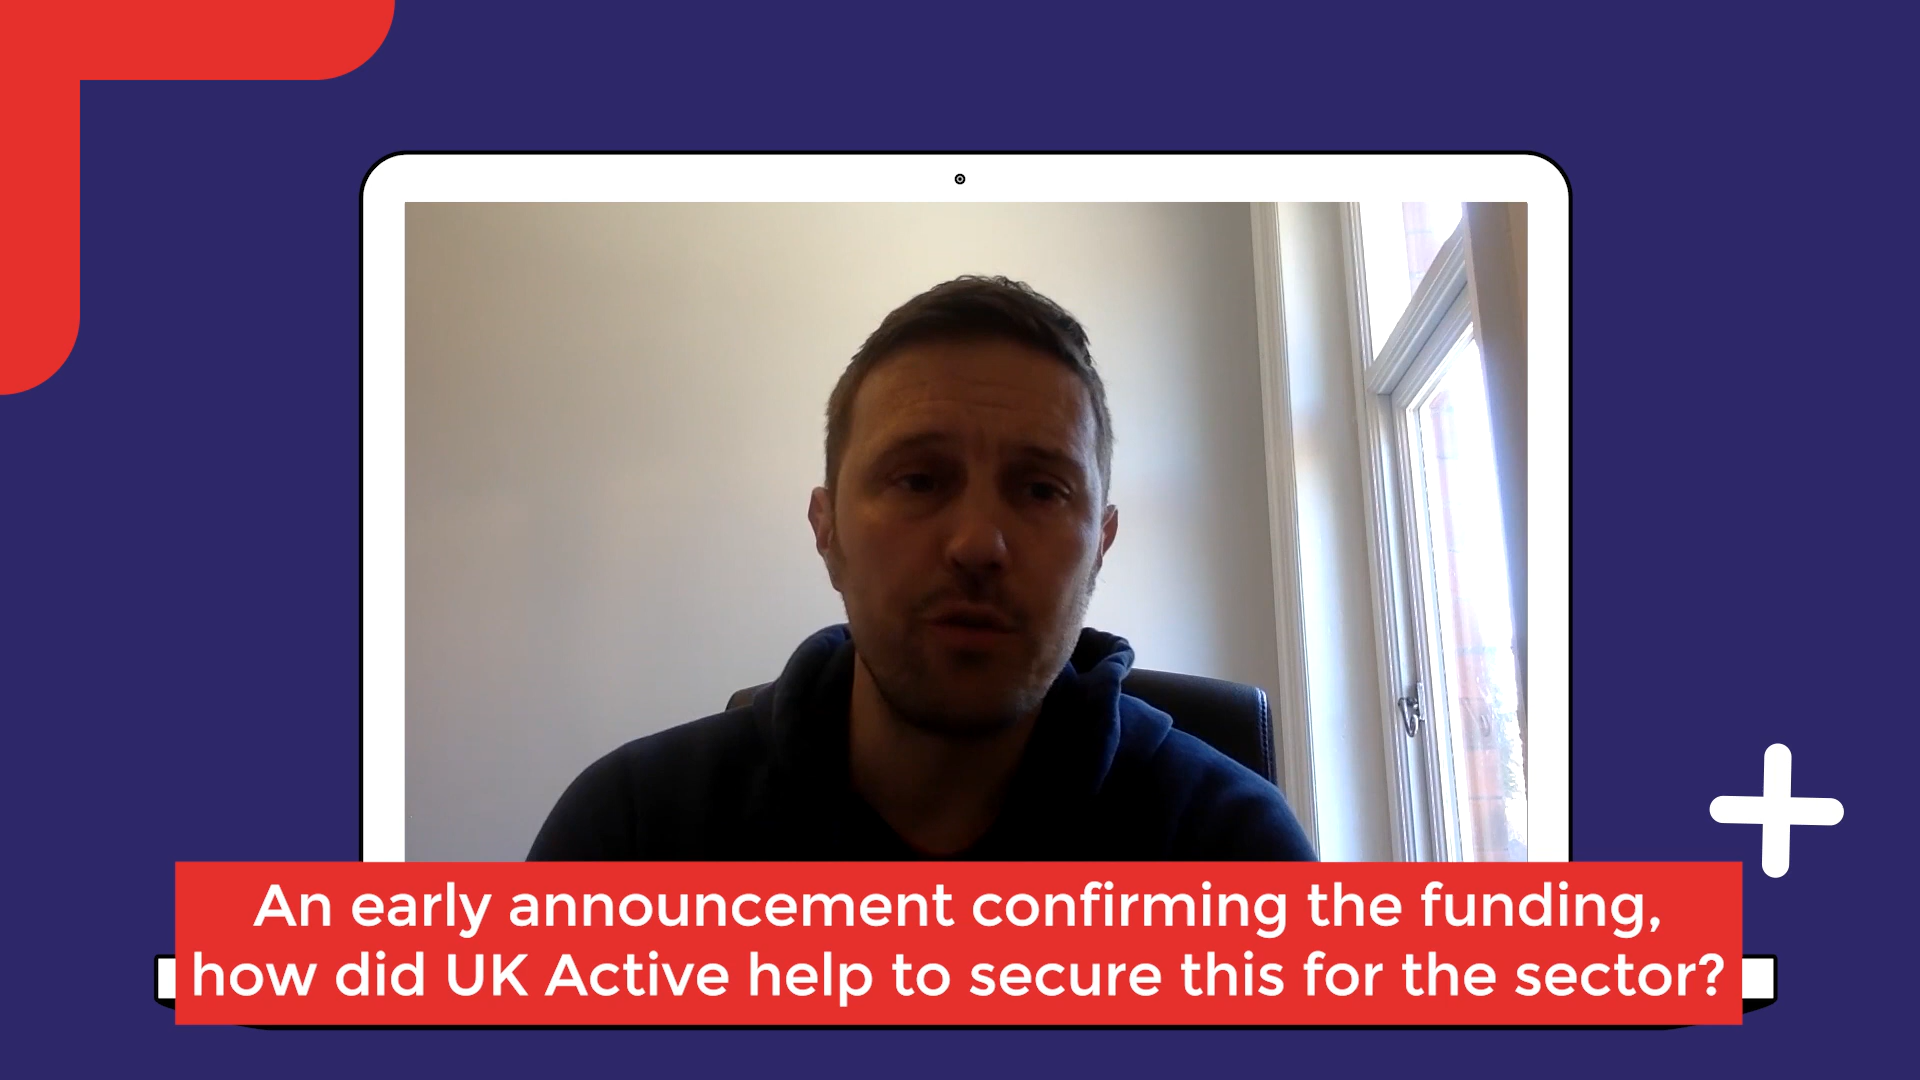 An early announcement confirming the funding,
how did UK Active help to secure this for the sector?